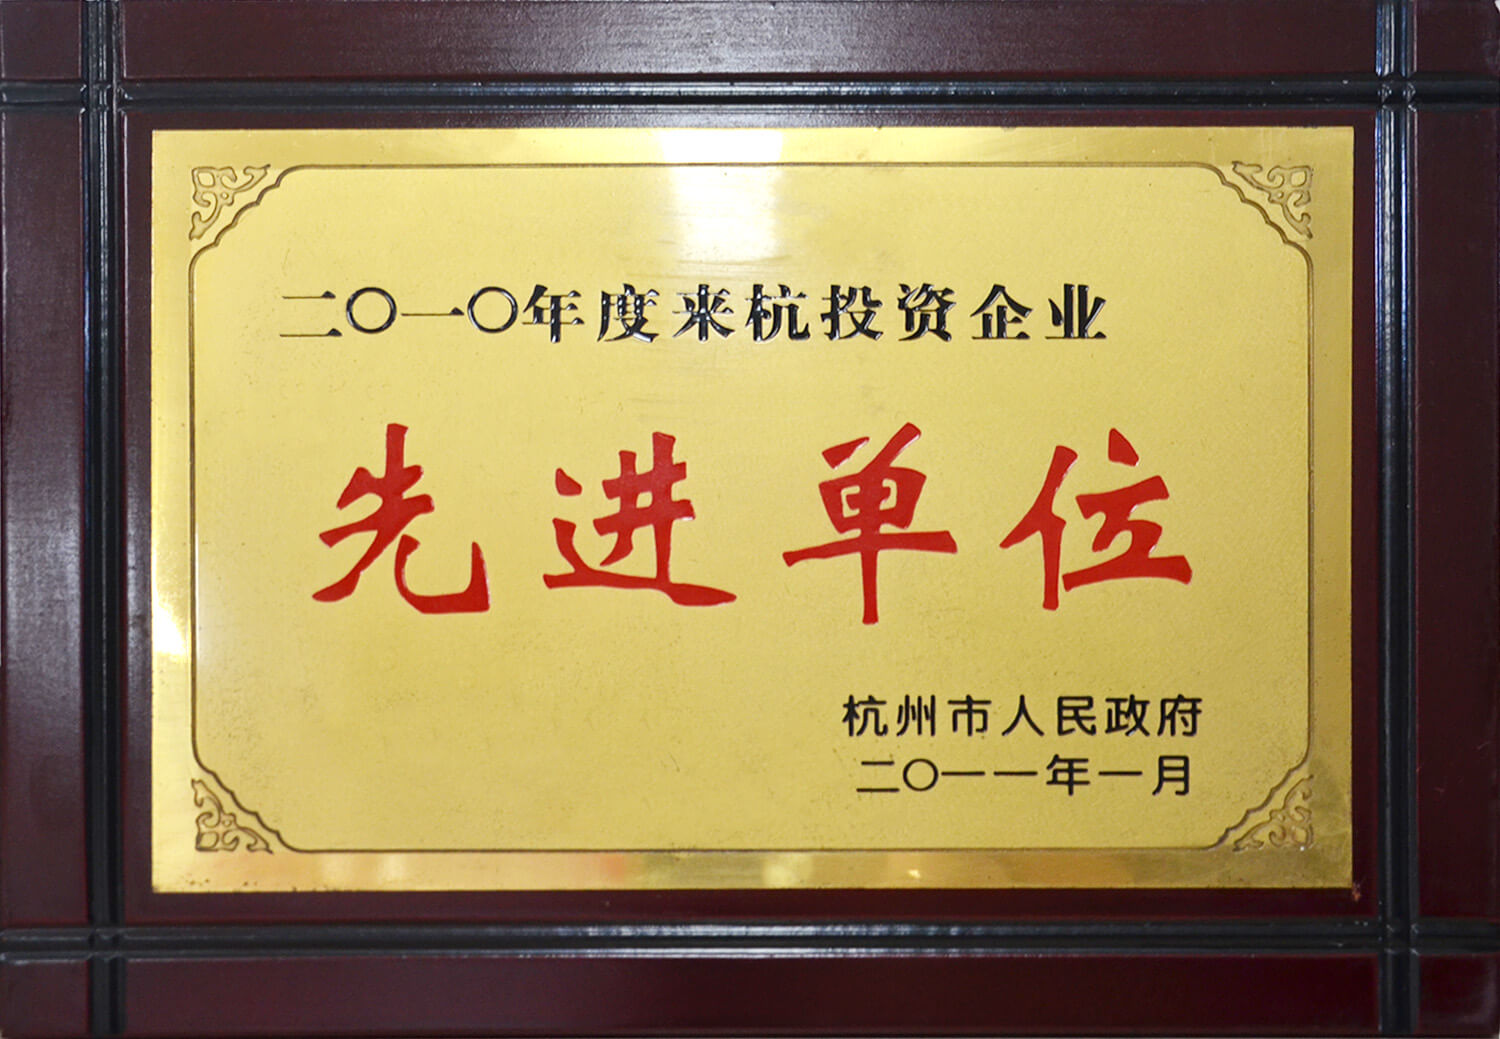 二〇一〇年度来杭投资企业
先进单位
杭州市人民政府
二〇一一年一月